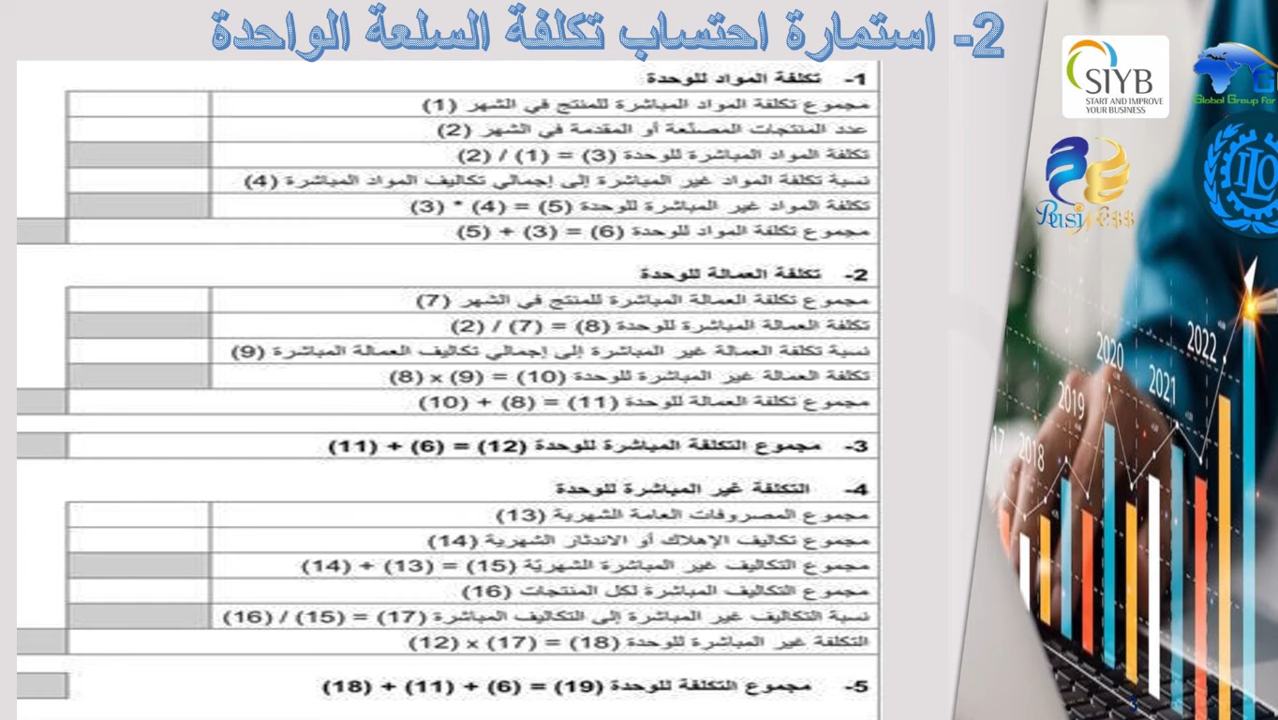 2- استمارة احتساب تكلفة السلعة الواحدة
1- تكلفة المواد للوحدة
مجموع تكلفة المواد المباشرة للمنتج في الشهر (1)
عدد المنتجات المصنّعة أو المقدمة في الشهر (2)
تكلفة المواد المباشرة للوحدة (3) = (1) / (2)
نسبة تكلفة المواد غير المباشرة إلى إجمالي تكاليف المواد المباشرة (4)
تكلفة المواد غير المباشرة للوحدة (5) = (4) * (3)
مجموع تكلفة المواد للوحدة (6) = (3) + (5)
2- تكلفة العمالة للوحدة
مجموع تكلفة العمالة المباشرة للمنتج في الشهر (7)
تكلفة العمالة المباشرة للوحدة (8) = (7) / (2)
نسبة تكلفة العمالة غير المباشرة إلى إجمالي تكاليف العمالة المباشرة (9)
تكلفة العمالة غير المباشرة للوحدة (10) = (9) x (8)
مجموع تكلفة العمالة للوحدة (11) = (8) + (10)
3- مجموع التكلفة المباشرة للوحدة (12) = (6) + (11)
4- التكلفة غير المباشرة للوحدة
مجموع المصروفات العامة الشهرية (13)
مجموع تكاليف الإهلاك أو الاندثار الشهرية (14)
مجموع التكاليف غير المباشرة الشهريّة (15) = (13) + (14)
مجموع التكاليف المباشرة لكل المنتجات (16)
نسبة التكاليف غير المباشرة إلى التكاليف المباشرة (17) = (15) / (16)
التكلفة غير المباشرة للوحدة (18) = (17) x (12)
5- مجموع التكلفة للوحدة (19) = (6) + (11) + (18)
SIYB
START AND IMPROVE
YOUR BUSINESS
G
Global Group For
ILO
17
2018
2019
2020
2021
2022
3